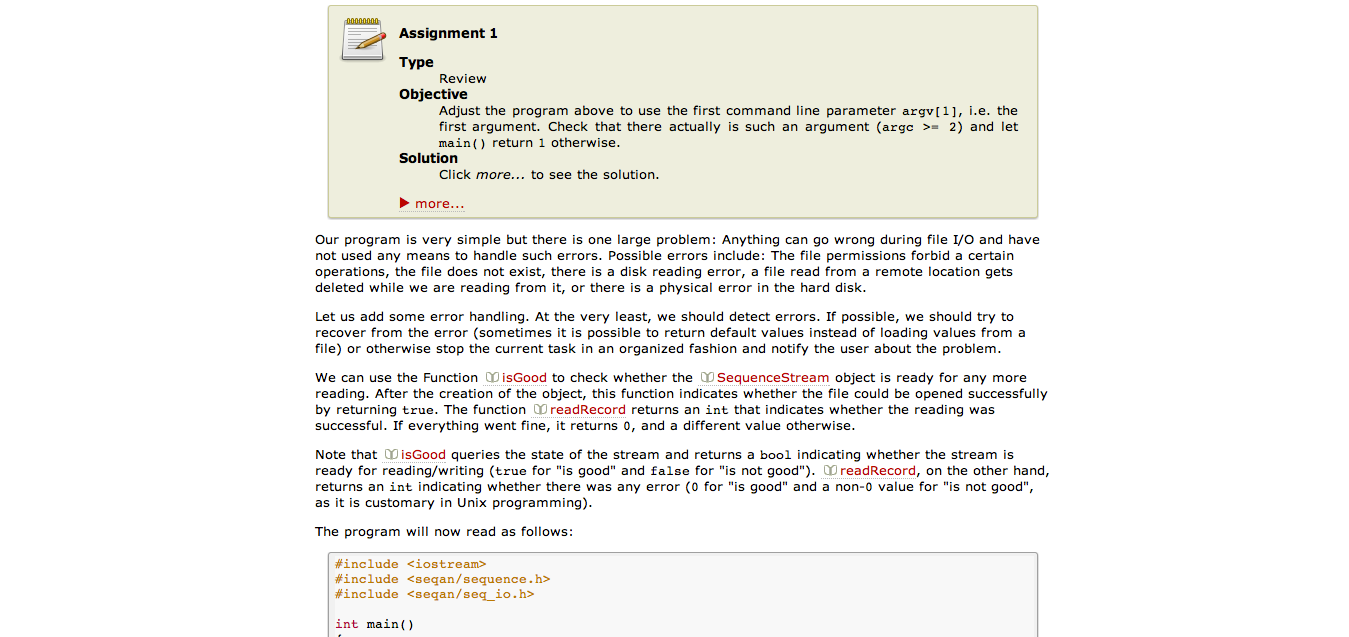 Assignment 1
Type
Review
Objective
Adjust the program above to use the first command line parameter argv[1], i.e. the
first argument. Check that there actually is such an argument (argc >= 2) and let
main() return 1 otherwise.
Solution
Click more... to see the solution.
more...
Our program is very simple but there is one large problem: Anything can go wrong during file I/O and have
not used any means to handle such errors. Possible errors include: The file permissions forbid a certain
operations, the file does not exist, there is a disk reading error, a file read from a remote location gets
deleted while we are reading from it, or there is a physical error in the hard disk.
Let us add some error handling. At the very least, we should detect errors. If possible, we should try to
recover from the error (sometimes it is possible to return default values instead of loading values from a
file) or otherwise stop the current task in an organized fashion and notify the user about the problem.
We can use the Function isGood to check whether the SequenceStream object is ready for any more
reading. After the creation of the object, this function indicates whether the file could be opened successfully
by returning true. The function readRecord returns an int that indicates whether the reading was
successful. If everything went fine, it returns 0, and a different value otherwise.
Note that isGood queries the state of the stream and returns a bool indicating whether the stream is
ready for reading/writing (true for "is good" and false for "is not good"). readRecord, on the other hand,
returns an int indicating whether there was any error (0 for "is good" and a non-0 value for "is not good",
as it is customary in Unix programming).
The program will now read as follows:
#include <iostream>
#include <seqan/sequence.h>
#include <seqan/seq_io.h>
int main()